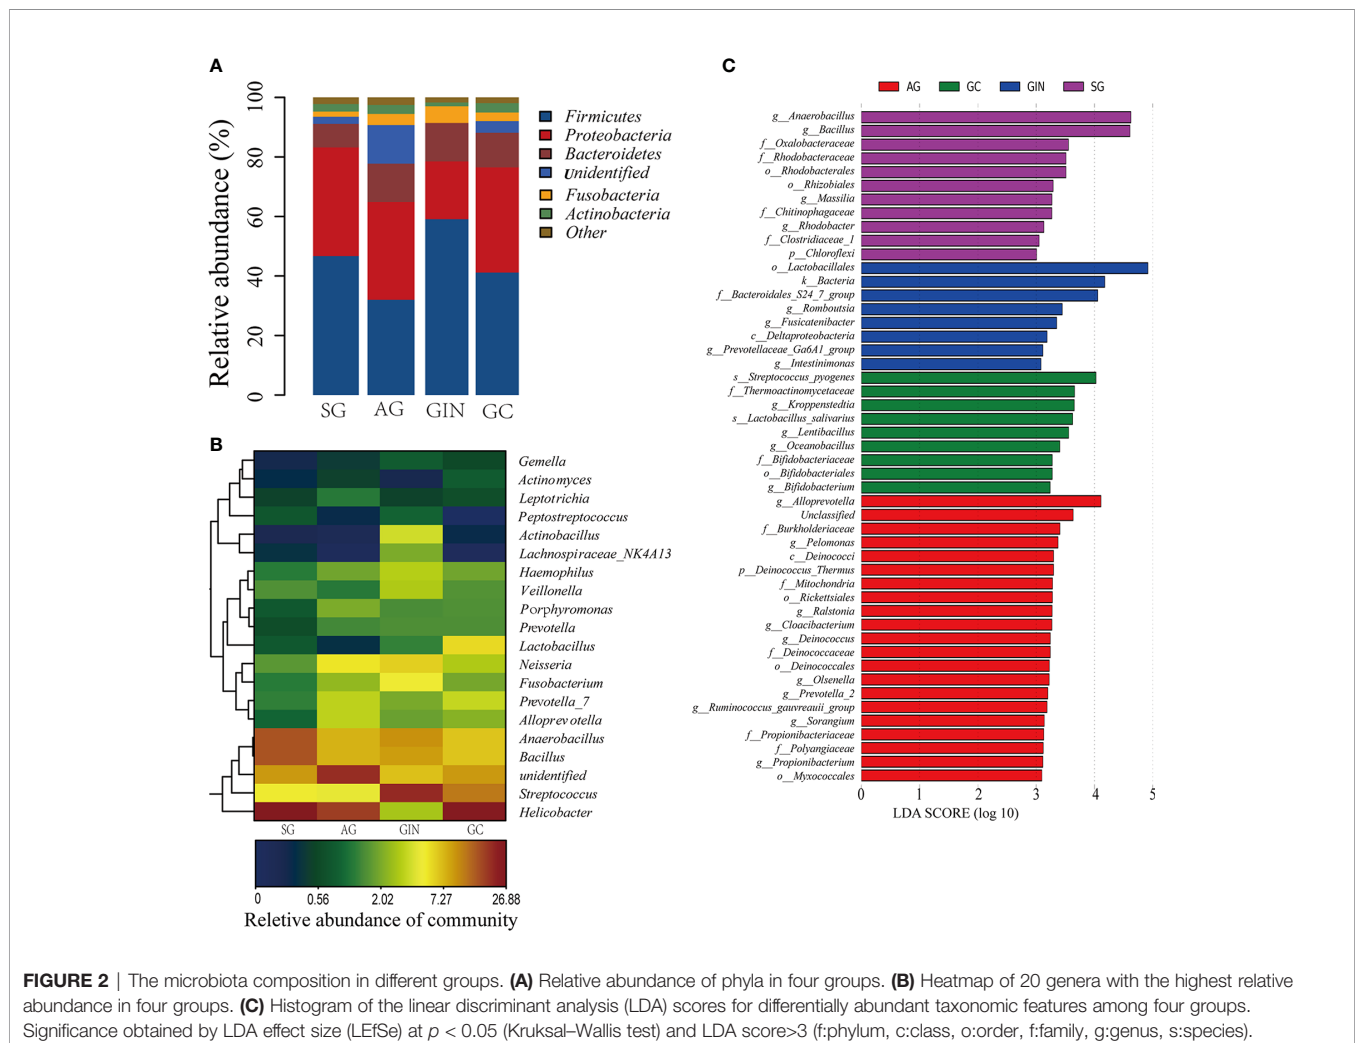 A
Relative abundance (%)
100
80
60
40
20
0
SG
AG
GIN
GC
Firmicutes
Proteobacteria
Bacteroidetes
Unidentified
Fusobacteria
Actinobacteria
Other
B
Gemella
Actinomyces
Leptotrichia
Peptostreptococcus
Actinobacillus
Lachnospiraceae_NK4A13
Haemophilus
Veillonella
Porphyromonas
Prevotella
Lactobacillus
Neisseria
Fusobacterium
Prevotella_7
Alloprevotella
Anaerobacillus
Bacillus
unidentified
Streptococcus
Helicobacter
SG
AG
GIN
GC
0
0.56
2.02
7.27
26.88
Reletive abundance of community
C
AG
GC
GIN
SG
g__Anaerobacillus
g__Bacillus
f__Oxalobacteraceae
f__Rhodobacteraceae
o__Rhodobacterales
o__Rhizobiales
g__Massilia
f__Chitinophagaceae
g__Rhodobacter
f__Clostridiaceae_1
p__Chloroflexi
o__Lactobacillales
k__Bacteria
f__Bacteroidales_S24_7_group
g__Romboutsia
g__Fusicatenibacter
c__Deltaproteobacteria
g__Prevotellaceae_Ga6A1_group
g__Intestinimonas
s__Streptococcus_pyogenes
f__Thermoactinomycetaceae
g__Kroppenstedtia
s__Lactobacillus_salivarius
g__Lentibacillus
g__Oceanobacillus
f__Bifidobacteriaceae
o__Bifidobacteriales
g__Bifidobacterium
g__Alloprevotella
Unclassified
f__Burkholderiaceae
g__Pelomonas
c__Deinococci
p__Deinococcus_Thermus
f__Mitochondria
o__Rickettsiales
g__Ralstonia
g__Cloacibacterium
g__Deinococcus
f__Deinococcaceae
o__Deinococcales
g__Olsenella
g__Prevotella_2
g__Ruminococcus_gauvreauii_group
g__Sorangium
f__Propionibacteriaceae
f__Polyangiaceae
g__Propionibacterium
o__Myxococcales
0
1
2
3
4
5
LDA SCORE (log 10)
FIGURE 2 | The microbiota composition in different groups. (A) Relative abundance of phyla in four groups. (B) Heatmap of 20 genera with the highest relative
abundance in four groups. (C) Histogram of the linear discriminant analysis (LDA) scores for differentially abundant taxonomic features among four groups.
Significance obtained by LDA effect size (LEfSe) at p < 0.05 (Kruksal–Wallis test) and LDA score>3 (f:phylum, c:class, o:order, f:family, g:genus, s:species).